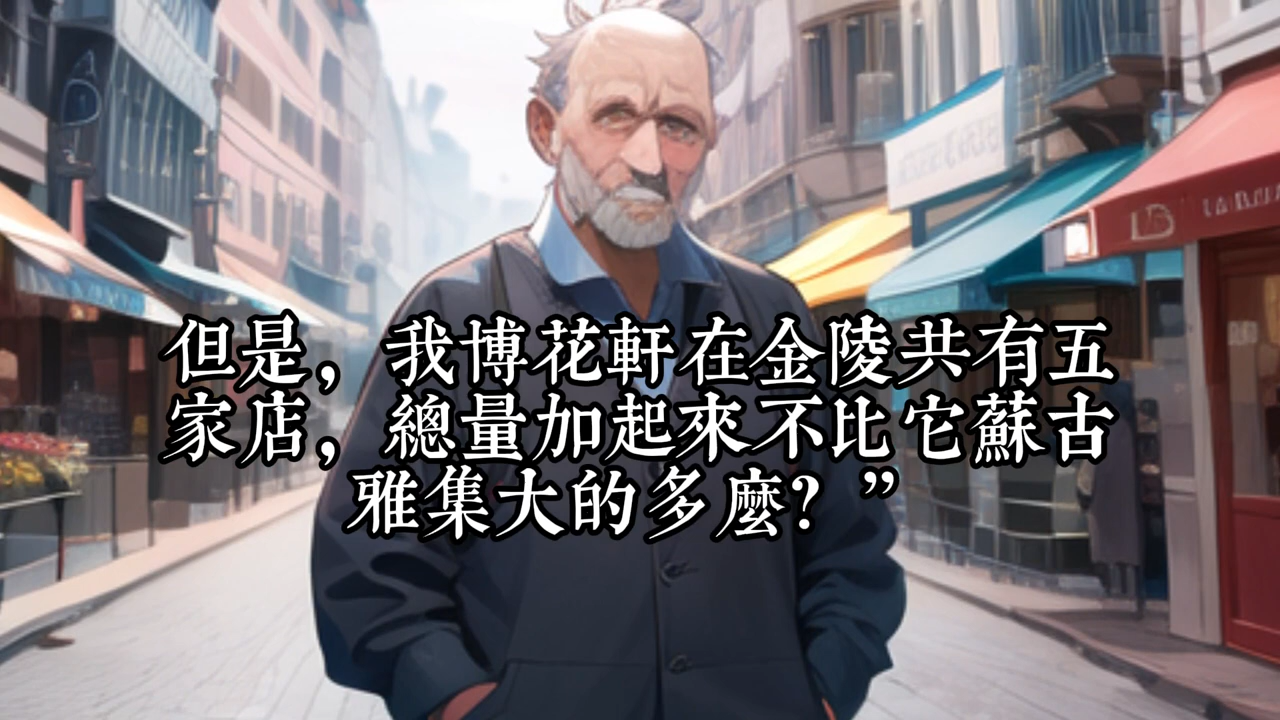 但是，我博花軒在金陵共有五
家店，總量加起來不比它蘇古
雅集大的多麼？”